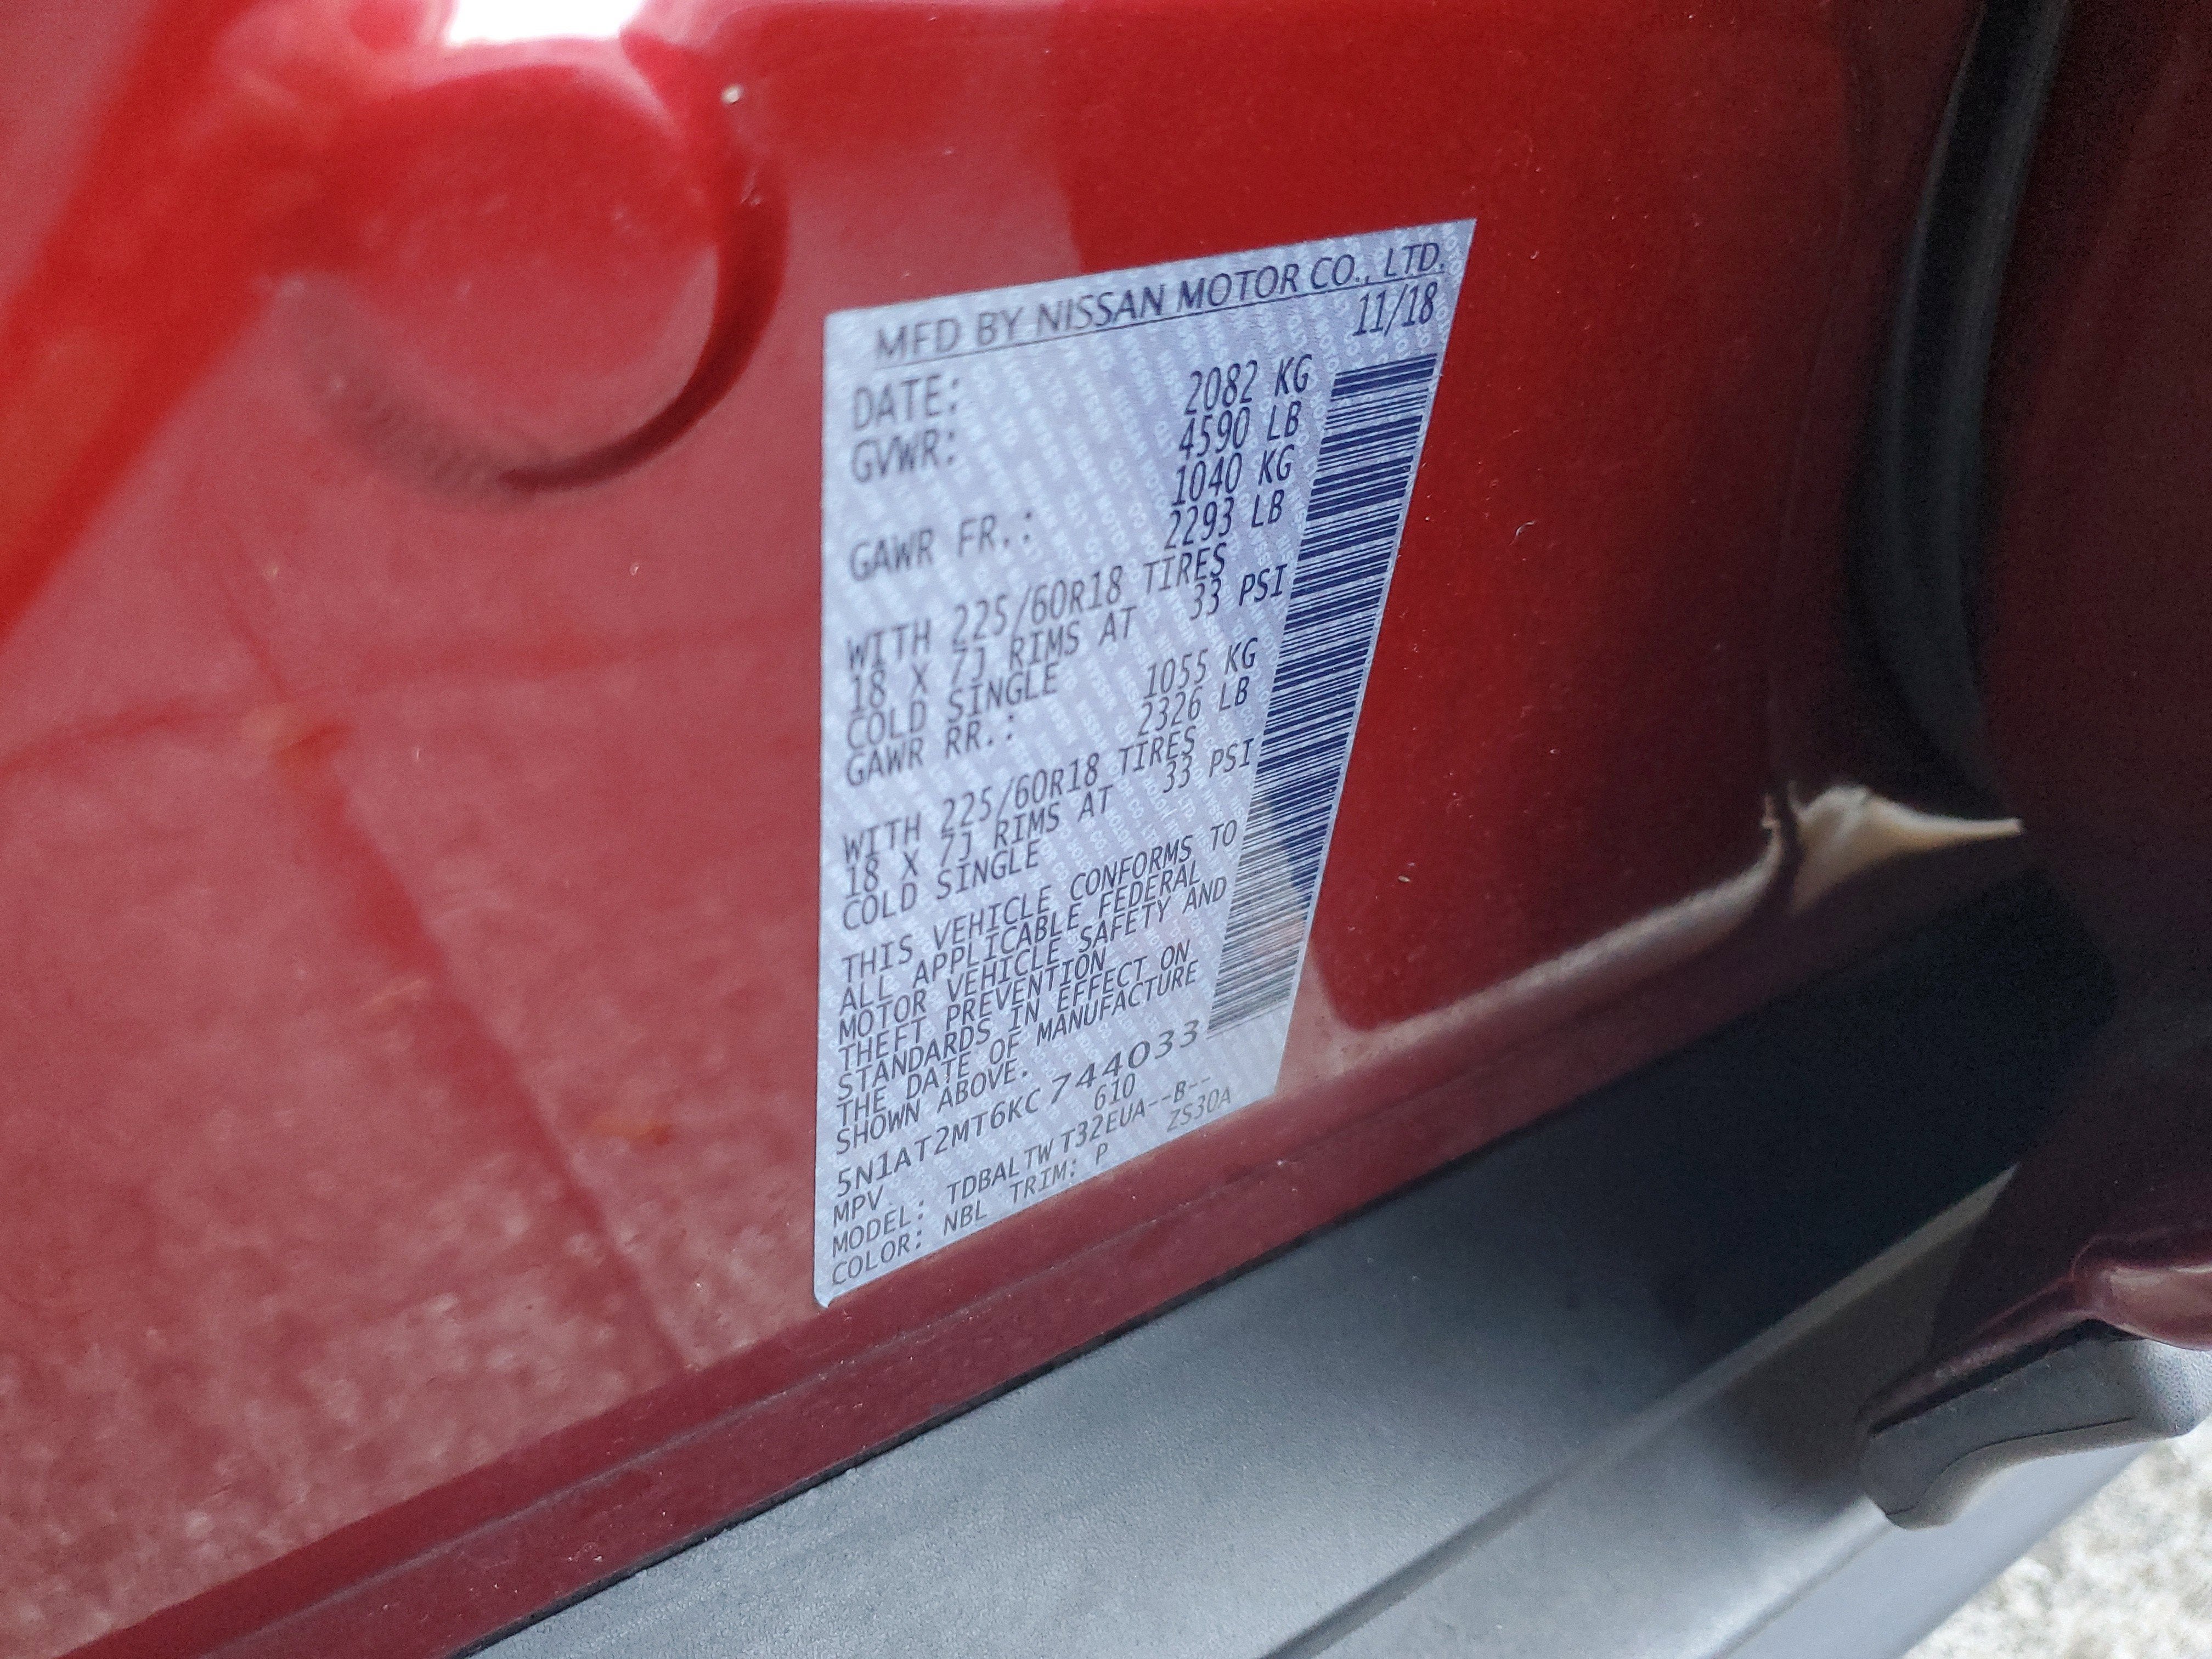 MFD BY NISSAN MOTOR CO., LTD.
DATE: 11/18
GVWR: 2082 KG
4590 LB
GAWR FR.: 1040 KG
2293 LB
WITH 225/60R18 TIRES
18 X 7J RIMS AT 33 PSI
COLD SINGLE
GAWR RR.: 1055 KG
2326 LB
WITH 225/60R18 TIRES
18 X 7J RIMS AT 33 PSI
COLD SINGLE
THIS VEHICLE CONFORMS TO
ALL APPLICABLE FEDERAL
MOTOR VEHICLE SAFETY AND
THEFT PREVENTION
STANDARDS IN EFFECT ON
THE DATE OF MANUFACTURE
SHOWN ABOVE.
5N1AT2MT6KC744033
MPV 610
MODEL: TDBALTW T32EUA--B--
COLOR: NBL TRIM: P ZS30A